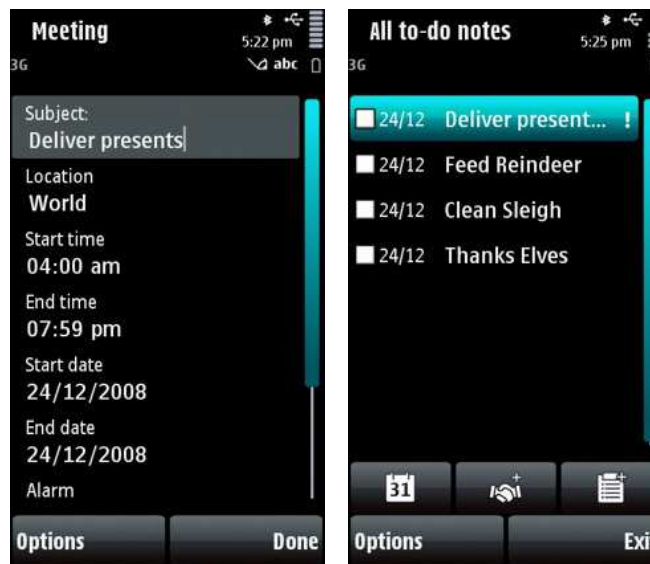 Meeting
5:22 pm
3G
abc
Subject:
Deliver presents
Location
World
Start time
04:00 am
End time
07:59 pm
Start date
24/12/2008
End date
24/12/2008
Alarm
Options Done
All to-do notes
5:25 pm
3G
24/12 Deliver present... !
24/12 Feed Reindeer
24/12 Clean Sleigh
24/12 Thanks Elves
31
Options Exi